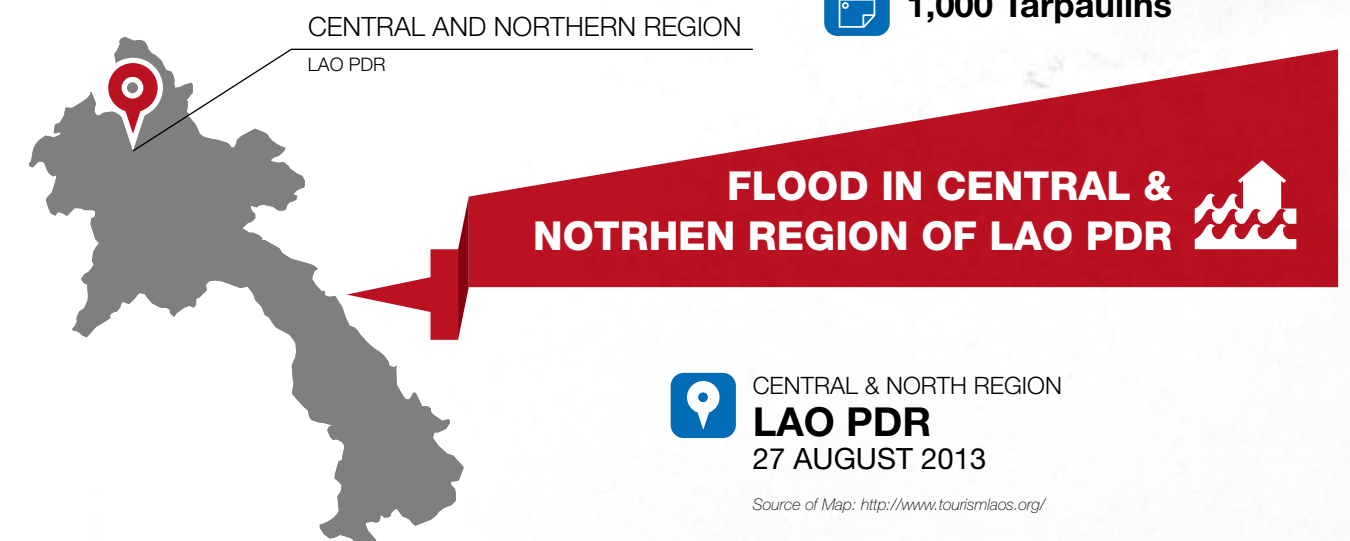 1,000 Tarpaulins
CENTRAL AND NORTHERN REGION
LAO PDR
FLOOD IN CENTRAL &
NOTRHEN REGION OF LAO PDR
CENTRAL & NORTH REGION
LAO PDR
27 AUGUST 2013
Source of Map: http://www.tourismlaos.org/